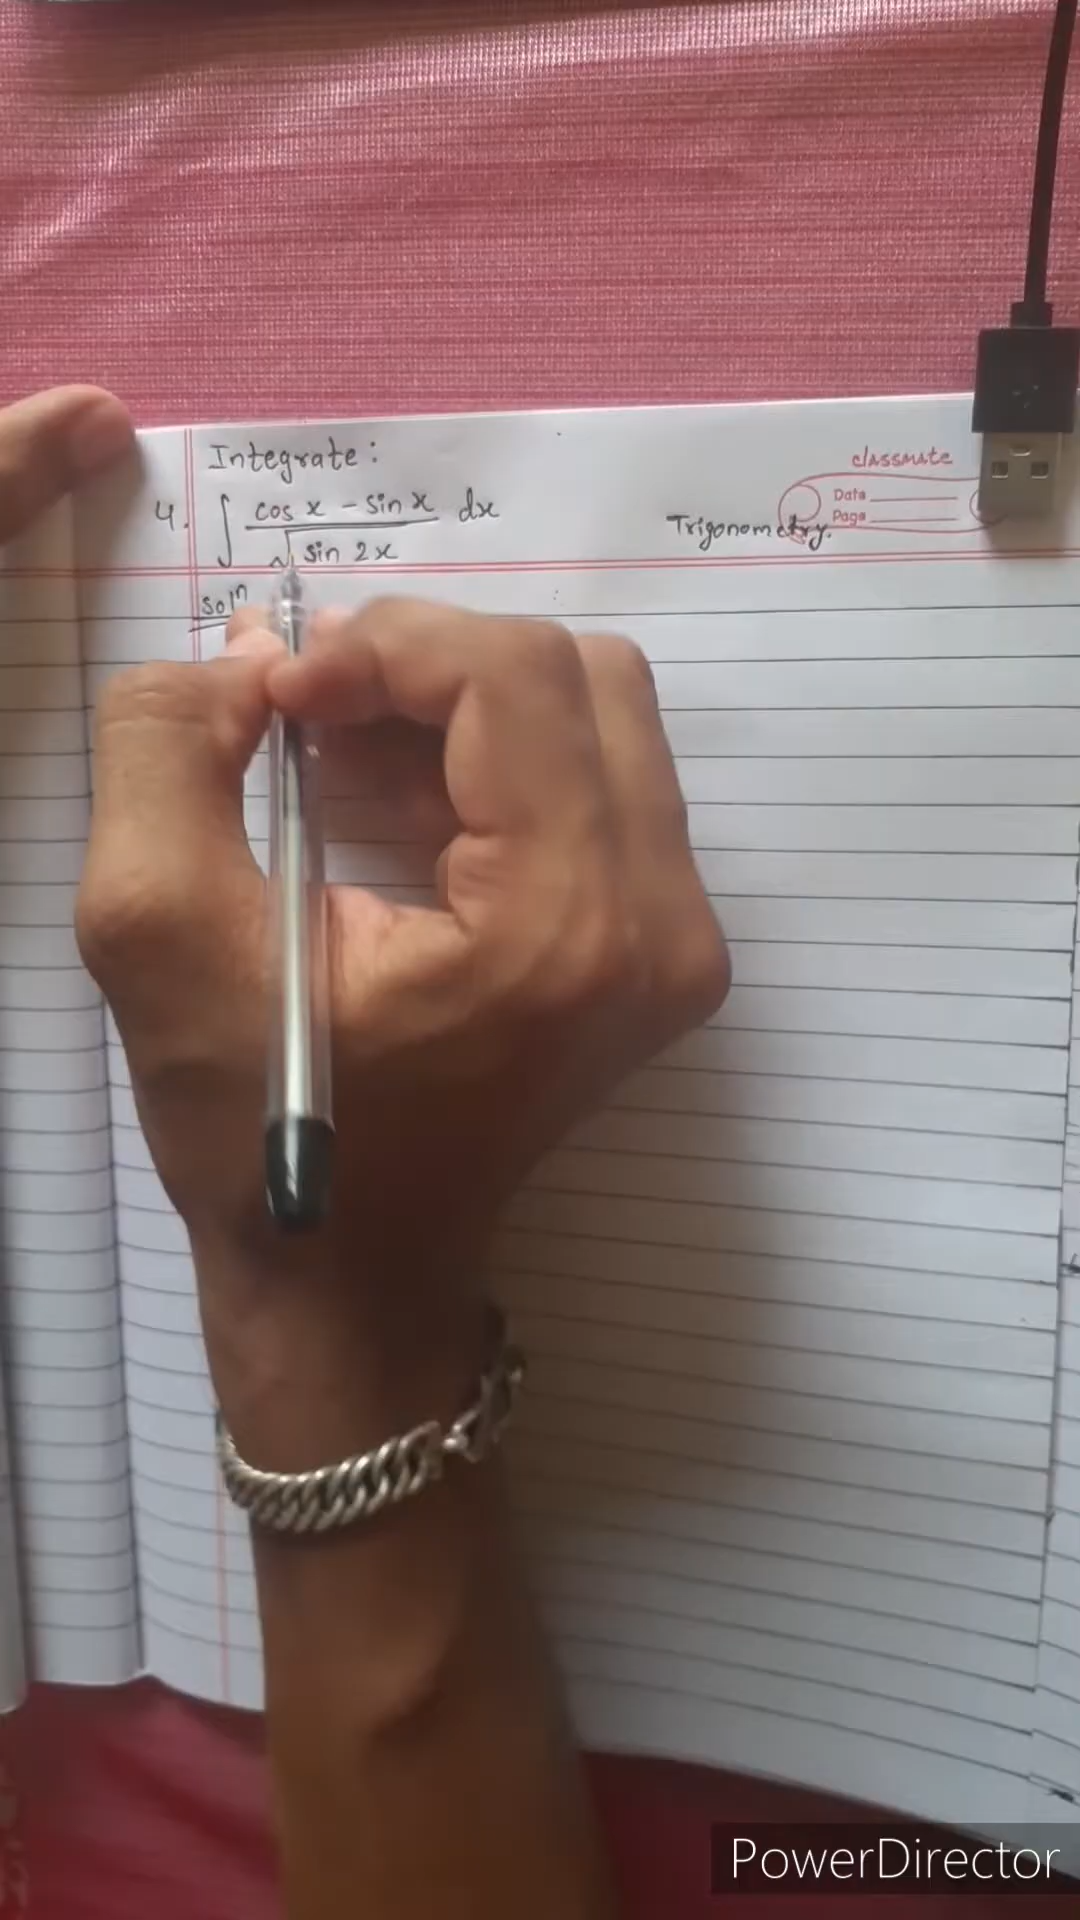 Integrate:
classmate
Date
Page
4. ∫ cos x - sin x / √sin 2x dx
Trigonometry.
Solⁿ
PowerDirector